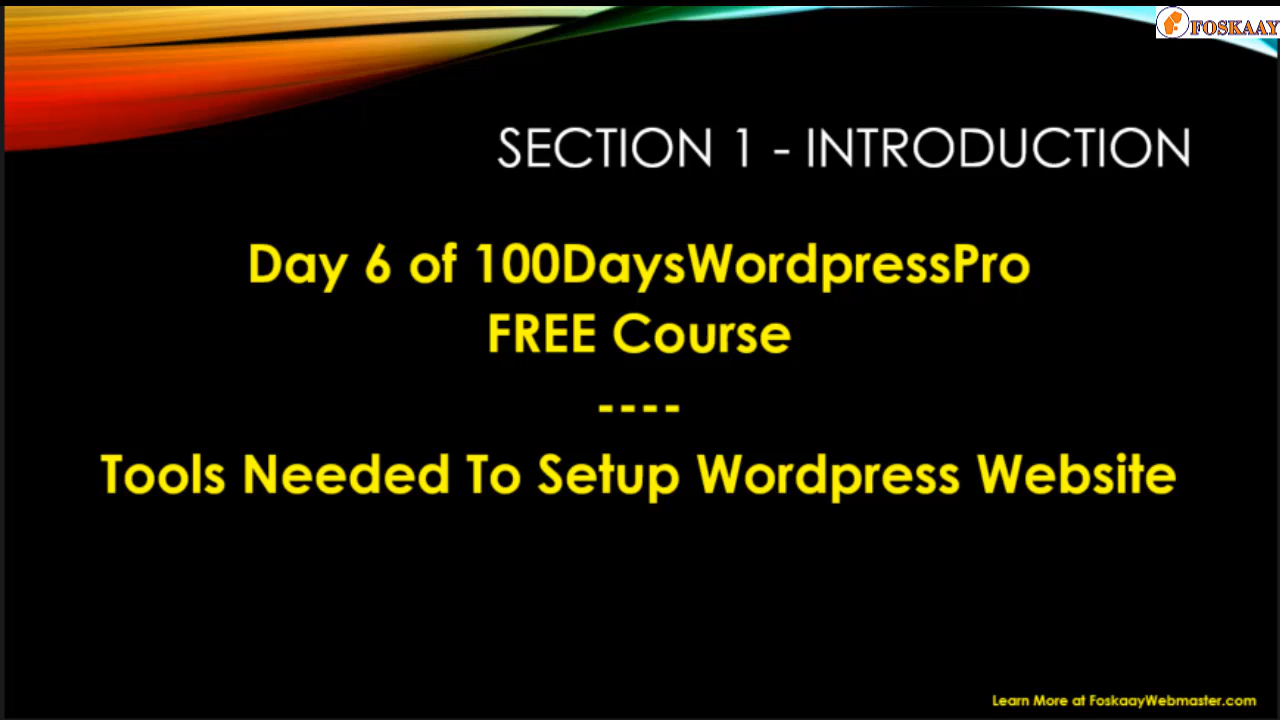 FOSKAAY
SECTION 1 - INTRODUCTION
Day 6 of 100DaysWordpressPro
FREE Course
----
Tools Needed To Setup Wordpress Website
Learn More at FoskaayWebmaster.com